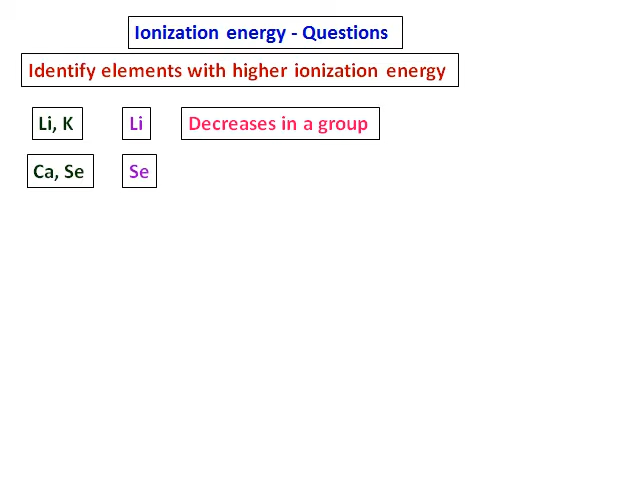 Ionization energy - Questions
Identify elements with higher ionization energy
Li, K Li Decreases in a group
Ca, Se Se